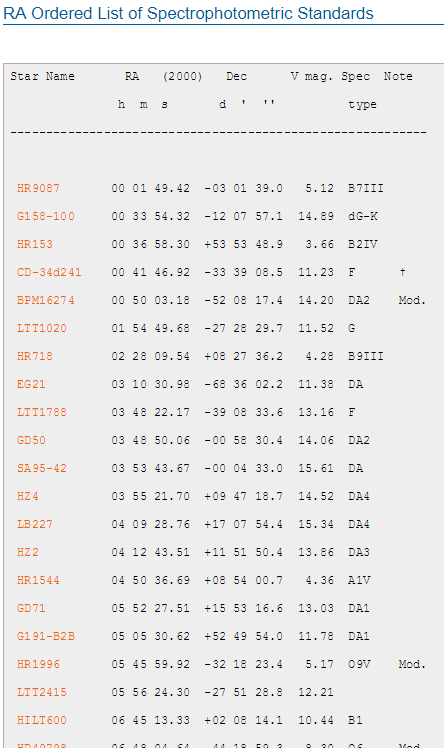 RA Ordered List of Spectrophotometric Standards
Star Name RA (2000) Dec V mag. Spec Note
h m s d ' '' type
----------------------------------------------------------
HR9087 00 01 49.42 -03 01 39.0 5.12 B7III
G158-100 00 33 54.32 -12 07 57.1 14.89 dG-K
HR153 00 36 58.30 +53 53 48.9 3.66 B2IV
CD-34d241 00 41 46.92 -33 39 08.5 11.23 F †
BPM16274 00 50 03.18 -52 08 17.4 14.20 DA2 Mod.
LTT1020 01 54 49.68 -27 28 29.7 11.52 G
HR718 02 28 09.54 +08 27 36.2 4.28 B9III
EG21 03 10 30.98 -68 36 02.2 11.38 DA
LTT1788 03 48 22.17 -39 08 33.6 13.16 F
GD50 03 48 50.06 -00 58 30.4 14.06 DA2
SA95-42 03 53 43.67 -00 04 33.0 15.61 DA
HZ4 03 55 21.70 +09 47 18.7 14.52 DA4
LB227 04 09 28.76 +17 07 54.4 15.34 DA4
HZ2 04 12 43.51 +11 51 50.4 13.86 DA3
HR1544 04 50 36.69 +08 54 00.7 4.36 A1V
GD71 05 52 27.51 +15 53 16.6 13.03 DA1
G191-B2B 05 05 30.62 +52 49 54.0 11.78 DA1
HR1996 05 45 59.92 -32 18 23.4 5.17 O9V Mod.
LTT2415 05 56 24.30 -27 51 28.8 12.21
HILT600 06 45 13.33 +02 08 14.1 10.44 B1